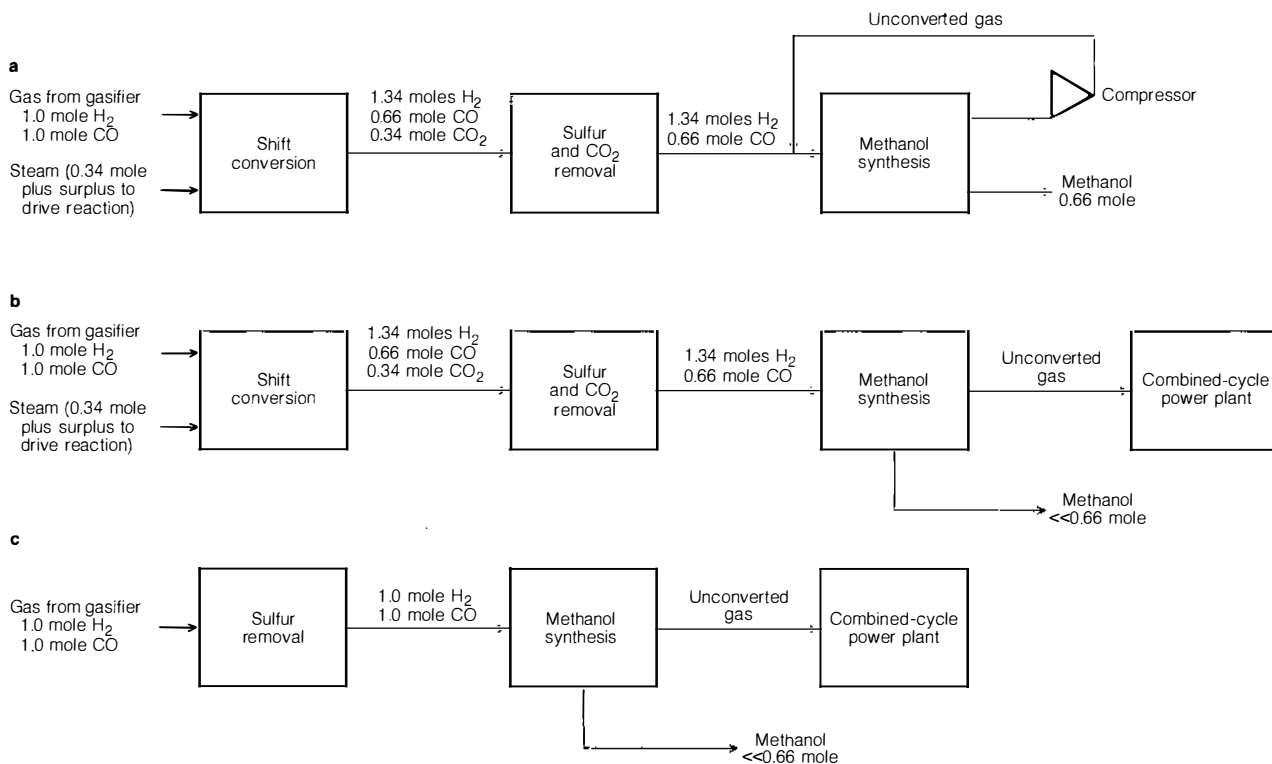 Unconverted gas
a
Gas from gasifier
1.0 mole H2
1.0 mole CO
Steam (0.34 mole
plus surplus to
drive reaction)
Shift
conversion
1.34 moles H2
0.66 mole CO
0.34 mole CO2
Sulfur
and CO2
removal
1.34 moles H2
0.66 mole CO
Methanol
synthesis
Compressor
Methanol
0.66 mole
b
Gas from gasifier
1.0 mole H2
1.0 mole CO
Steam (0.34 mole
plus surplus to
drive reaction)
Shift
conversion
1.34 moles H2
0.66 mole CO
0.34 mole CO2
Sulfur
and CO2
removal
1.34 moles H2
0.66 mole CO
Methanol
synthesis
Unconverted
gas
Combined-cycle
power plant
Methanol
<<0.66 mole
c
Gas from gasifier
1.0 mole H2
1.0 mole CO
Sulfur
removal
1.0 mole H2
1.0 mole CO
Methanol
synthesis
Unconverted
gas
Combined-cycle
power plant
Methanol
<<0.66 mole